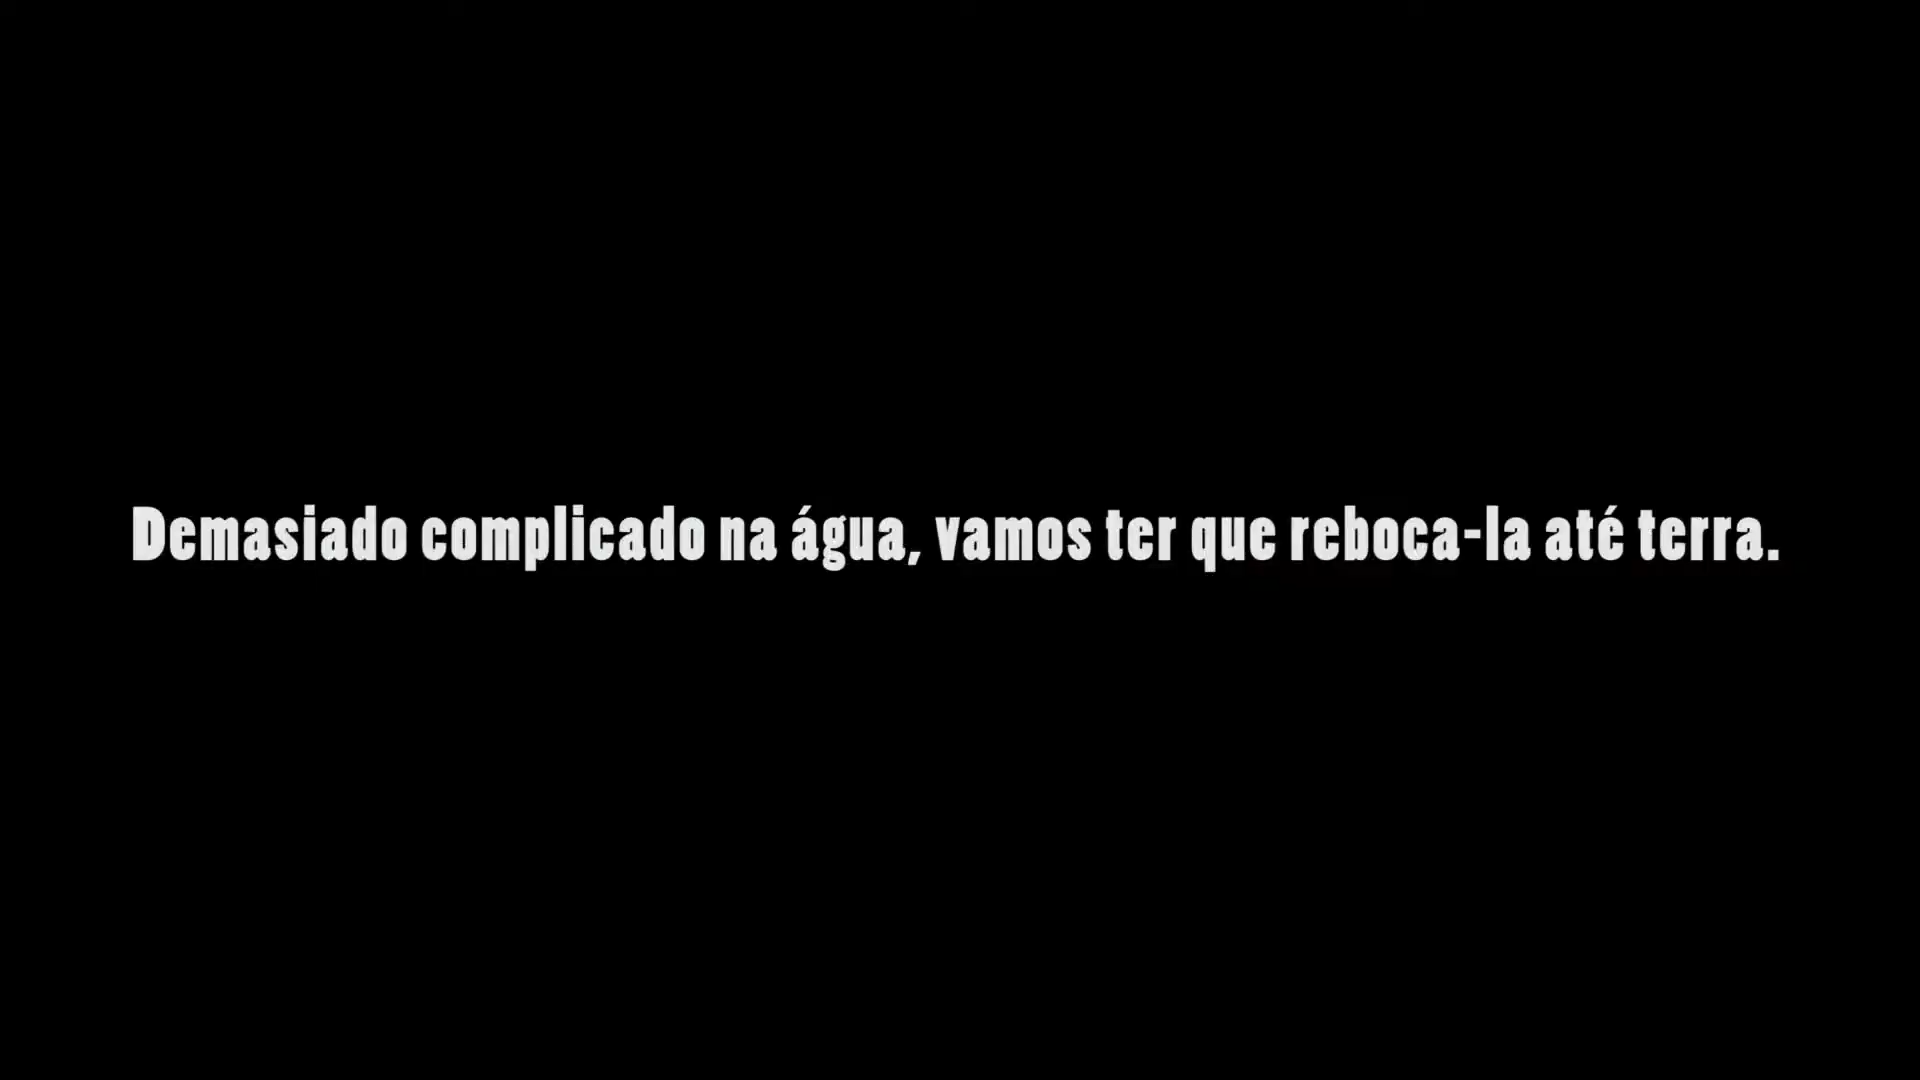 Demasiado complicado na água, vamos ter que reboca-la até terra.